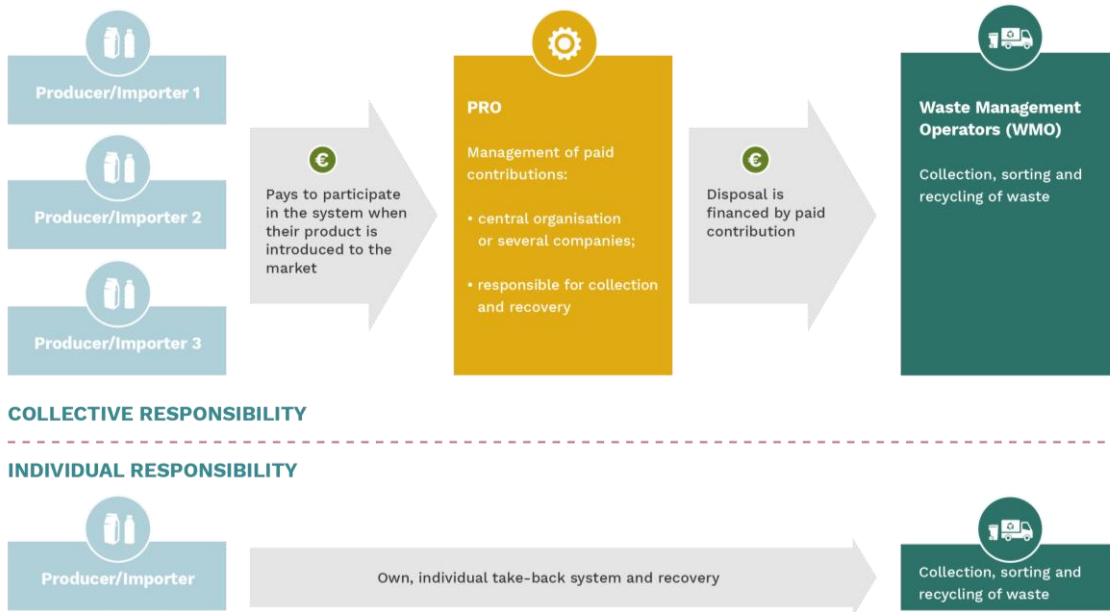 Producer/Importer 1
Producer/Importer 2
Producer/Importer 3
€
Pays to participate
in the system when
their product is
introduced to the
market
PRO
Management of paid
contributions:
• central organisation
or several companies;
• responsible for collection
and recovery
€
Disposal is
financed by paid
contribution
Waste Management
Operators (WMO)
Collection, sorting and
recycling of waste
COLLECTIVE RESPONSIBILITY
INDIVIDUAL RESPONSIBILITY
Producer/Importer
Own, individual take-back system and recovery
Collection, sorting and
recycling of waste